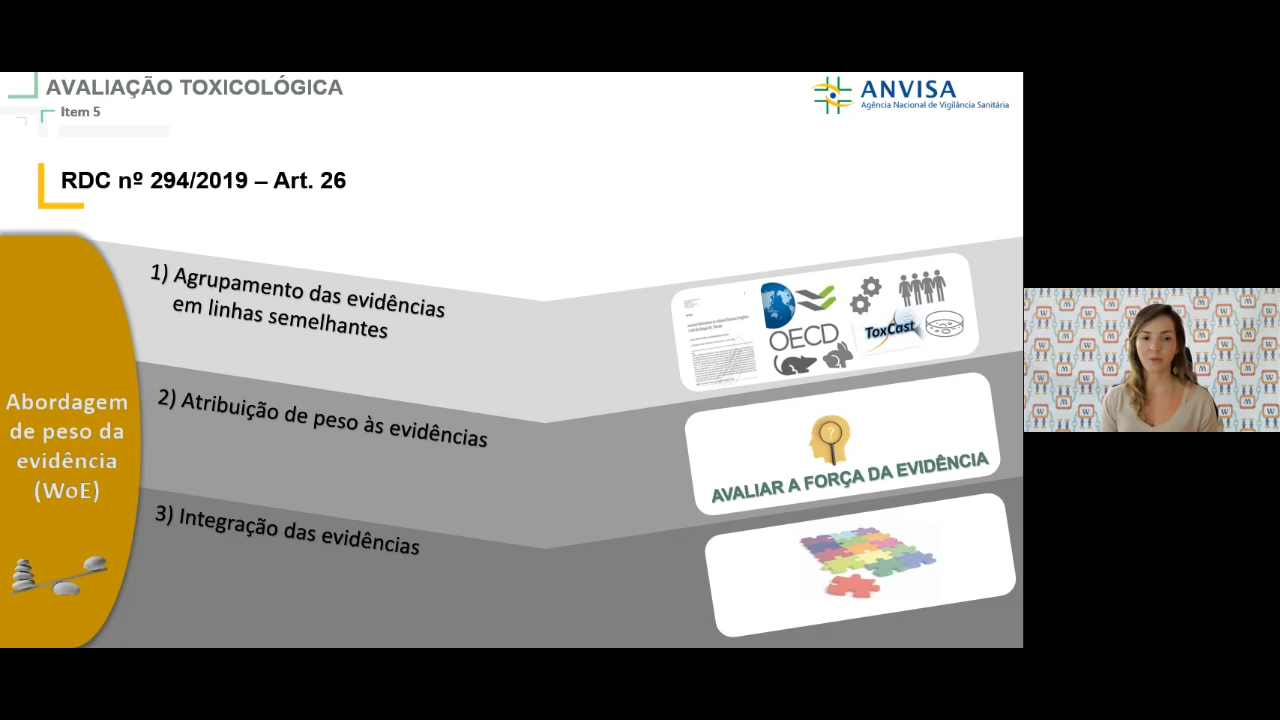 AVALIAÇÃO TOXICOLÓGICA
Item 5
ANVISA
Agência Nacional de Vigilância Sanitária
RDC nº 294/2019 – Art. 26
Abordagem
de peso da
evidência
(WoE)
1) Agrupamento das evidências
em linhas semelhantes
OECD
ToxCast
2) Atribuição de peso às evidências
?
AVALIAR A FORÇA DA EVIDÊNCIA
3) Integração das evidências